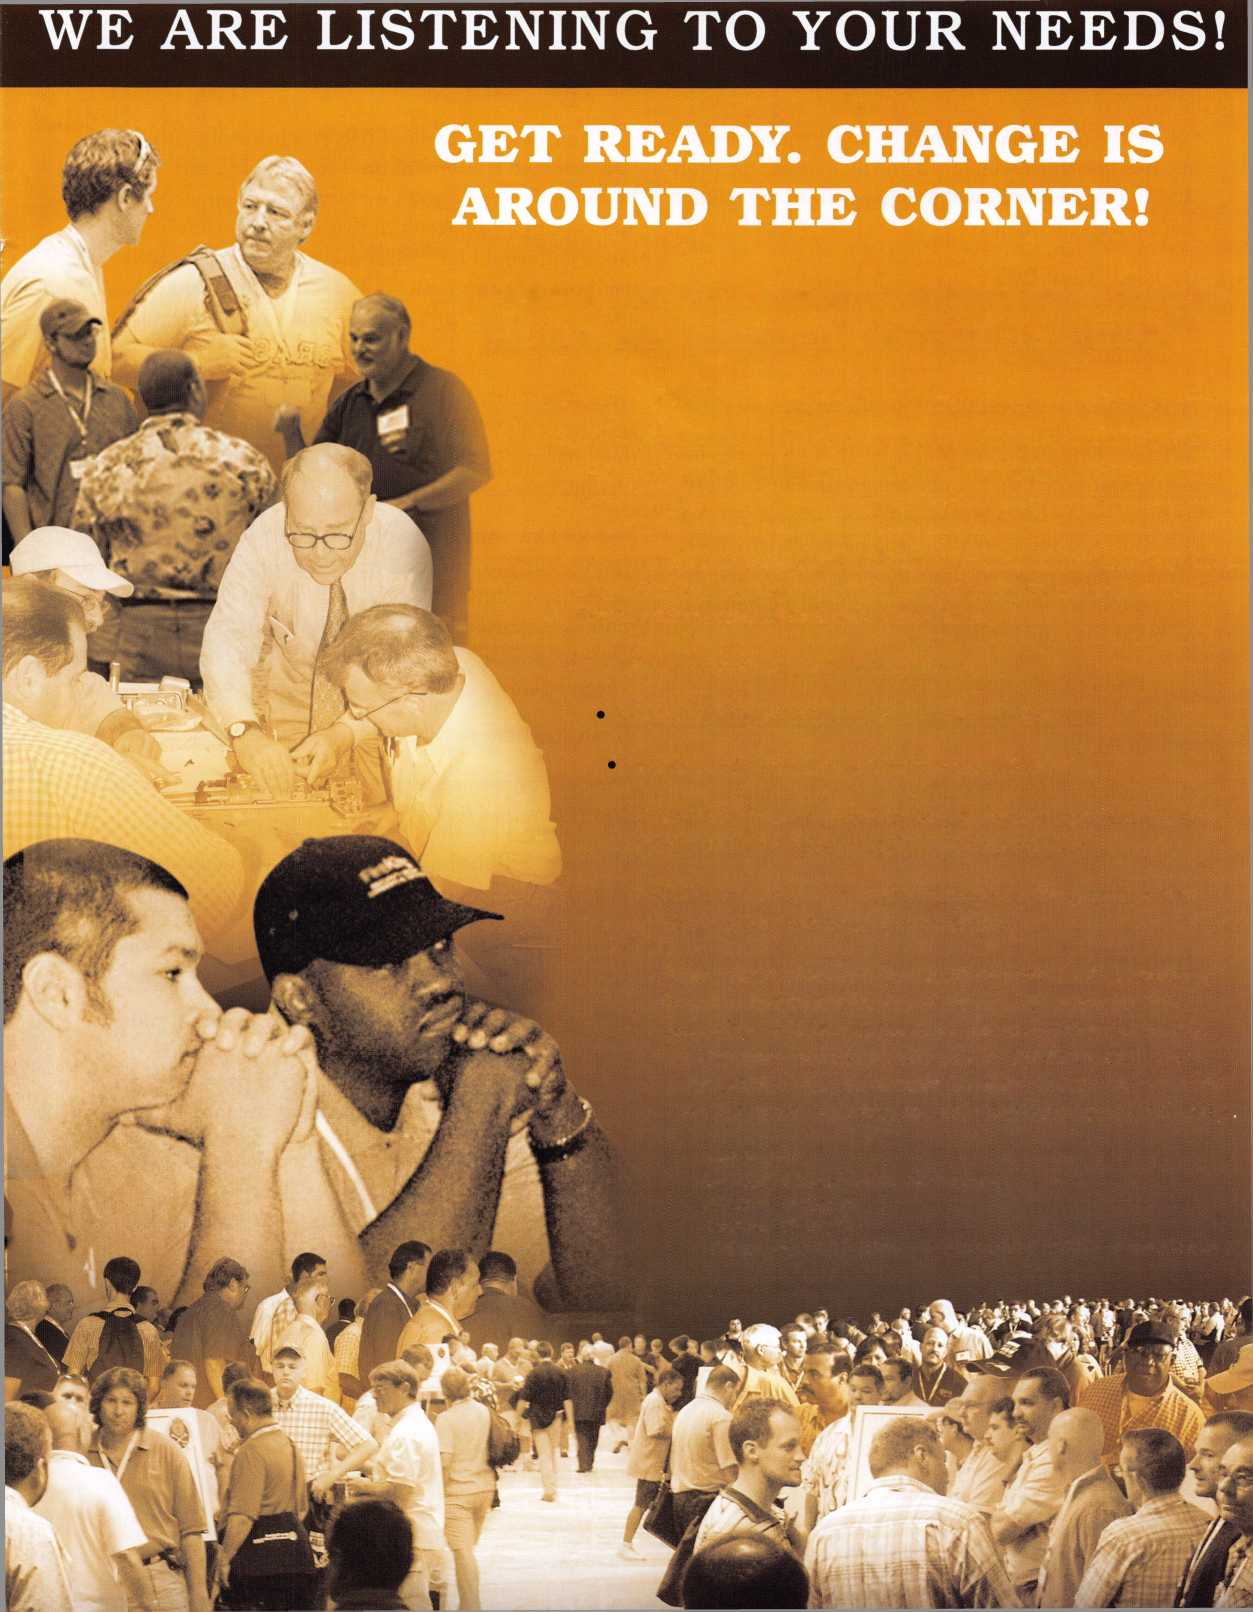 WE ARE LISTENING TO YOUR NEEDS!
GET READY. CHANGE IS
AROUND THE CORNER!